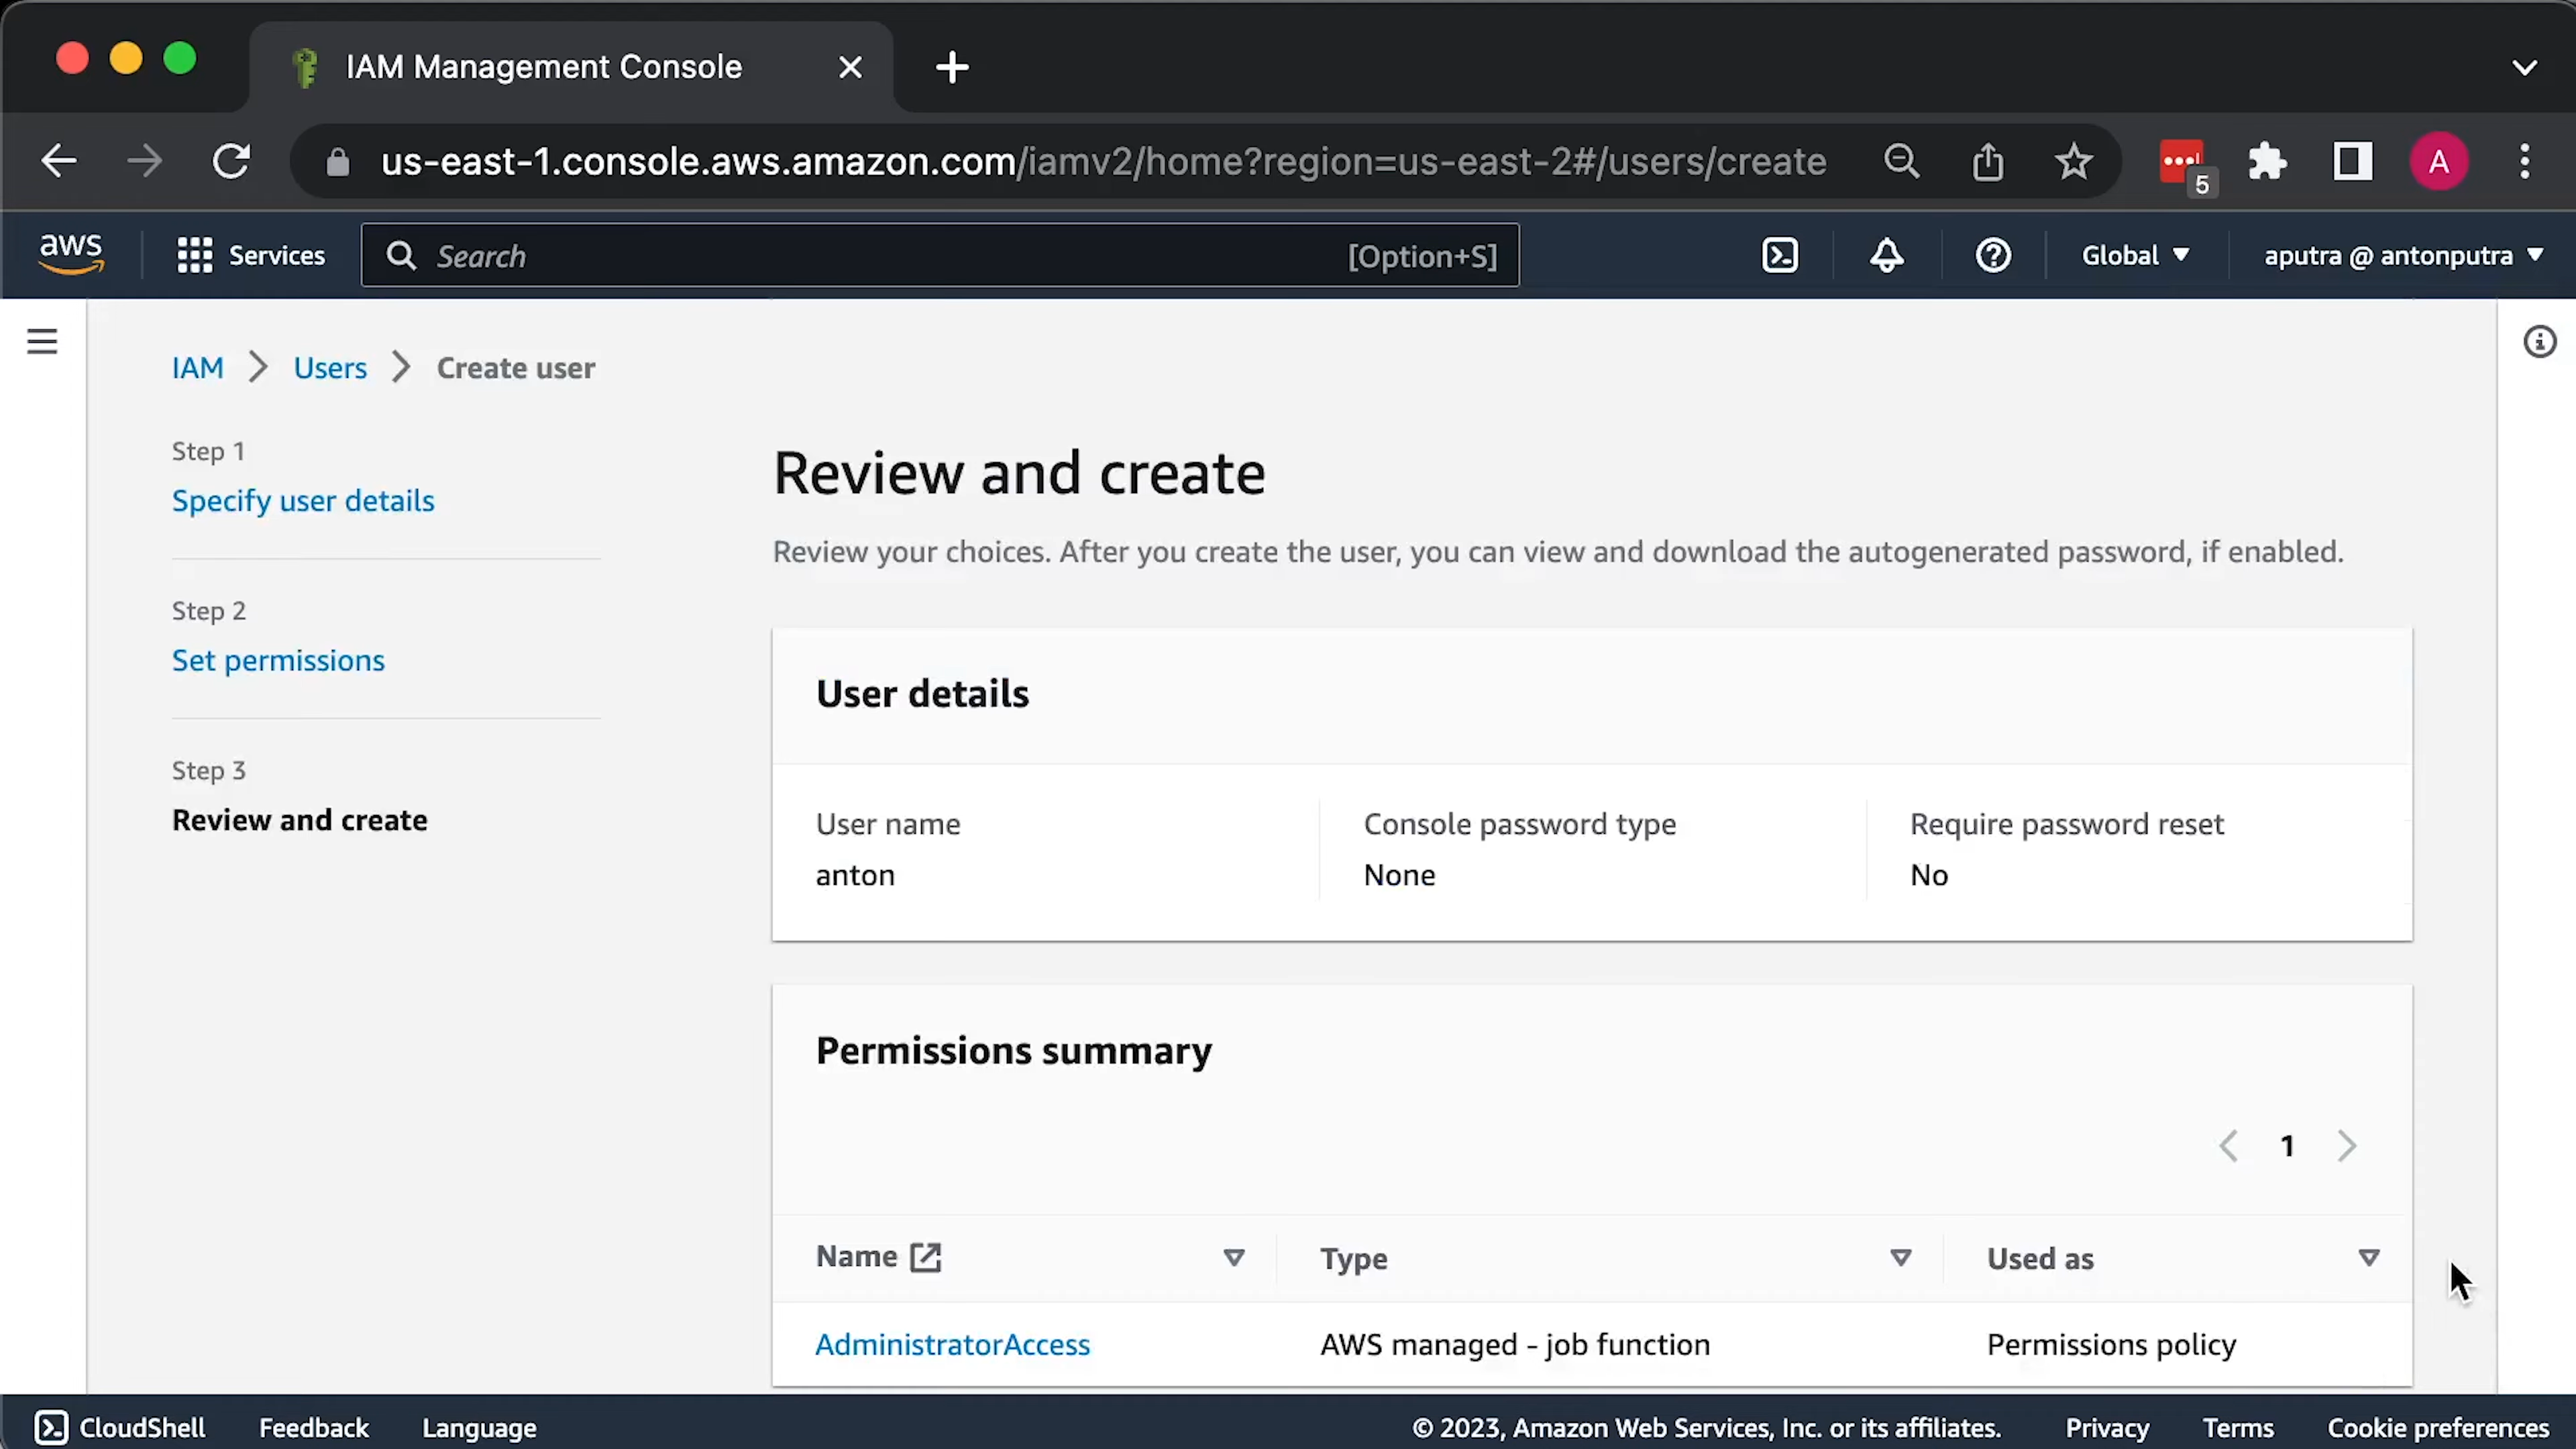 IAM Management Console
us-east-1.console.aws.amazon.com/iamv2/home?region=us-east-2#/users/create
5
A
aws
Services
Search
[Option+S]
Global
aputra @ antonputra
IAM
Users
Create user
Step 1
Specify user details
Step 2
Set permissions
Step 3
Review and create
Review and create
Review your choices. After you create the user, you can view and download the autogenerated password, if enabled.
User details
User name
anton
Console password type
None
Require password reset
No
Permissions summary
1
Name
Type
Used as
AdministratorAccess
AWS managed - job function
Permissions policy
CloudShell
Feedback
Language
© 2023, Amazon Web Services, Inc. or its affiliates.
Privacy
Terms
Cookie preferences